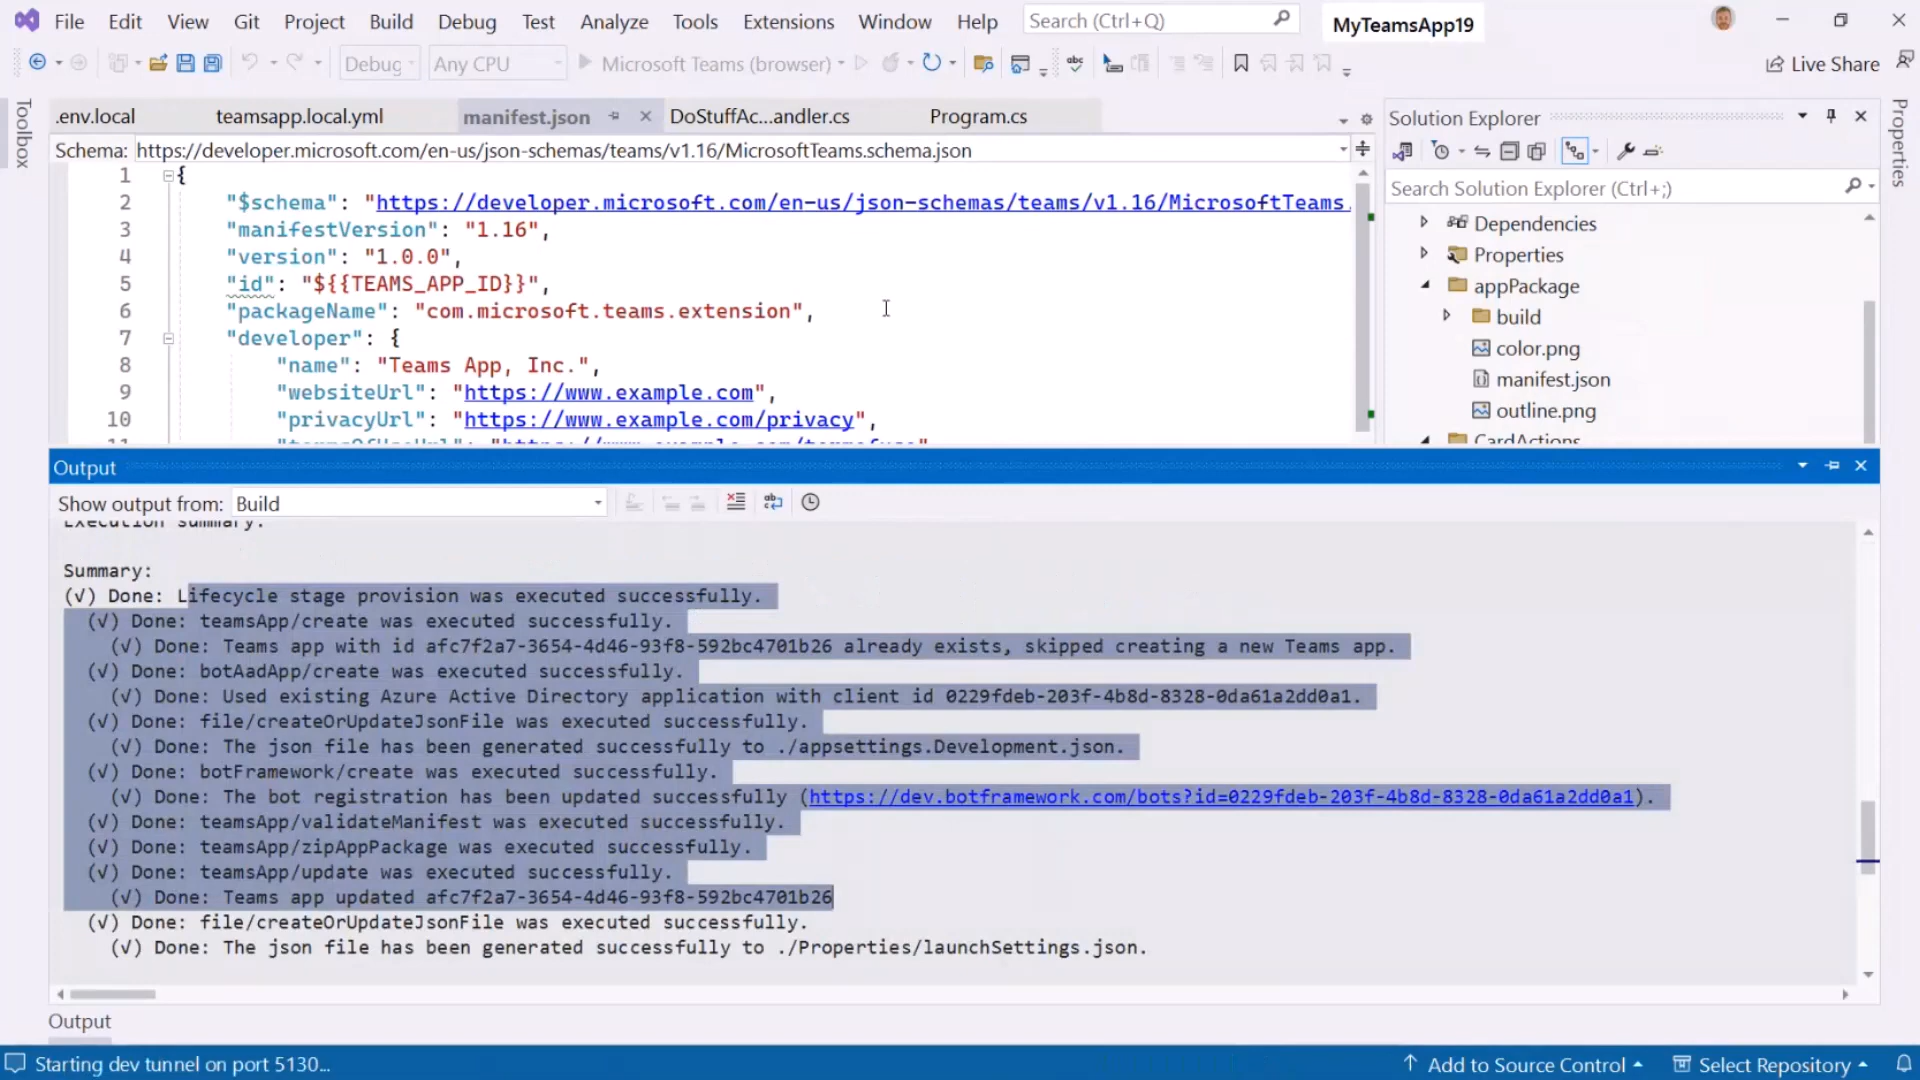 File Edit View Git Project Build Debug Test Analyze Tools Extensions Window Help Search (Ctrl+Q) MyTeamsApp19
Debug Any CPU Microsoft Teams (browser) Live Share
Toolbox
.env.local teamsapp.local.yml manifest.json DoStuffAc...andler.cs Program.cs
Schema: https://developer.microsoft.com/en-us/json-schemas/teams/v1.16/MicrosoftTeams.schema.json
1 {
2 "$schema": "https://developer.microsoft.com/en-us/json-schemas/teams/v1.16/MicrosoftTeams.
3 "manifestVersion": "1.16",
4 "version": "1.0.0",
5 "id": "${{TEAMS_APP_ID}}",
6 "packageName": "com.microsoft.teams.extension",
7 "developer": {
8 "name": "Teams App, Inc.",
9 "websiteUrl": "https://www.example.com",
10 "privacyUrl": "https://www.example.com/privacy",
Solution Explorer
Search Solution Explorer (Ctrl+;)
Dependencies
Properties
appPackage
build
color.png
manifest.json
outline.png
CardActions
Properties
Output
Show output from: Build
Execution summary:
Summary:
(√) Done: Lifecycle stage provision was executed successfully.
(√) Done: teamsApp/create was executed successfully.
(√) Done: Teams app with id afc7f2a7-3654-4d46-93f8-592bc4701b26 already exists, skipped creating a new Teams app.
(√) Done: botAadApp/create was executed successfully.
(√) Done: Used existing Azure Active Directory application with client id 0229fdeb-203f-4b8d-8328-0da61a2dd0a1.
(√) Done: file/createOrUpdateJsonFile was executed successfully.
(√) Done: The json file has been generated successfully to ./appsettings.Development.json.
(√) Done: botFramework/create was executed successfully.
(√) Done: The bot registration has been updated successfully (https://dev.botframework.com/bots?id=0229fdeb-203f-4b8d-8328-0da61a2dd0a1).
(√) Done: teamsApp/validateManifest was executed successfully.
(√) Done: teamsApp/zipAppPackage was executed successfully.
(√) Done: teamsApp/update was executed successfully.
(√) Done: Teams app updated afc7f2a7-3654-4d46-93f8-592bc4701b26
(√) Done: file/createOrUpdateJsonFile was executed successfully.
(√) Done: The json file has been generated successfully to ./Properties/launchSettings.json.
Output
Starting dev tunnel on port 5130... Add to Source Control Select Repository